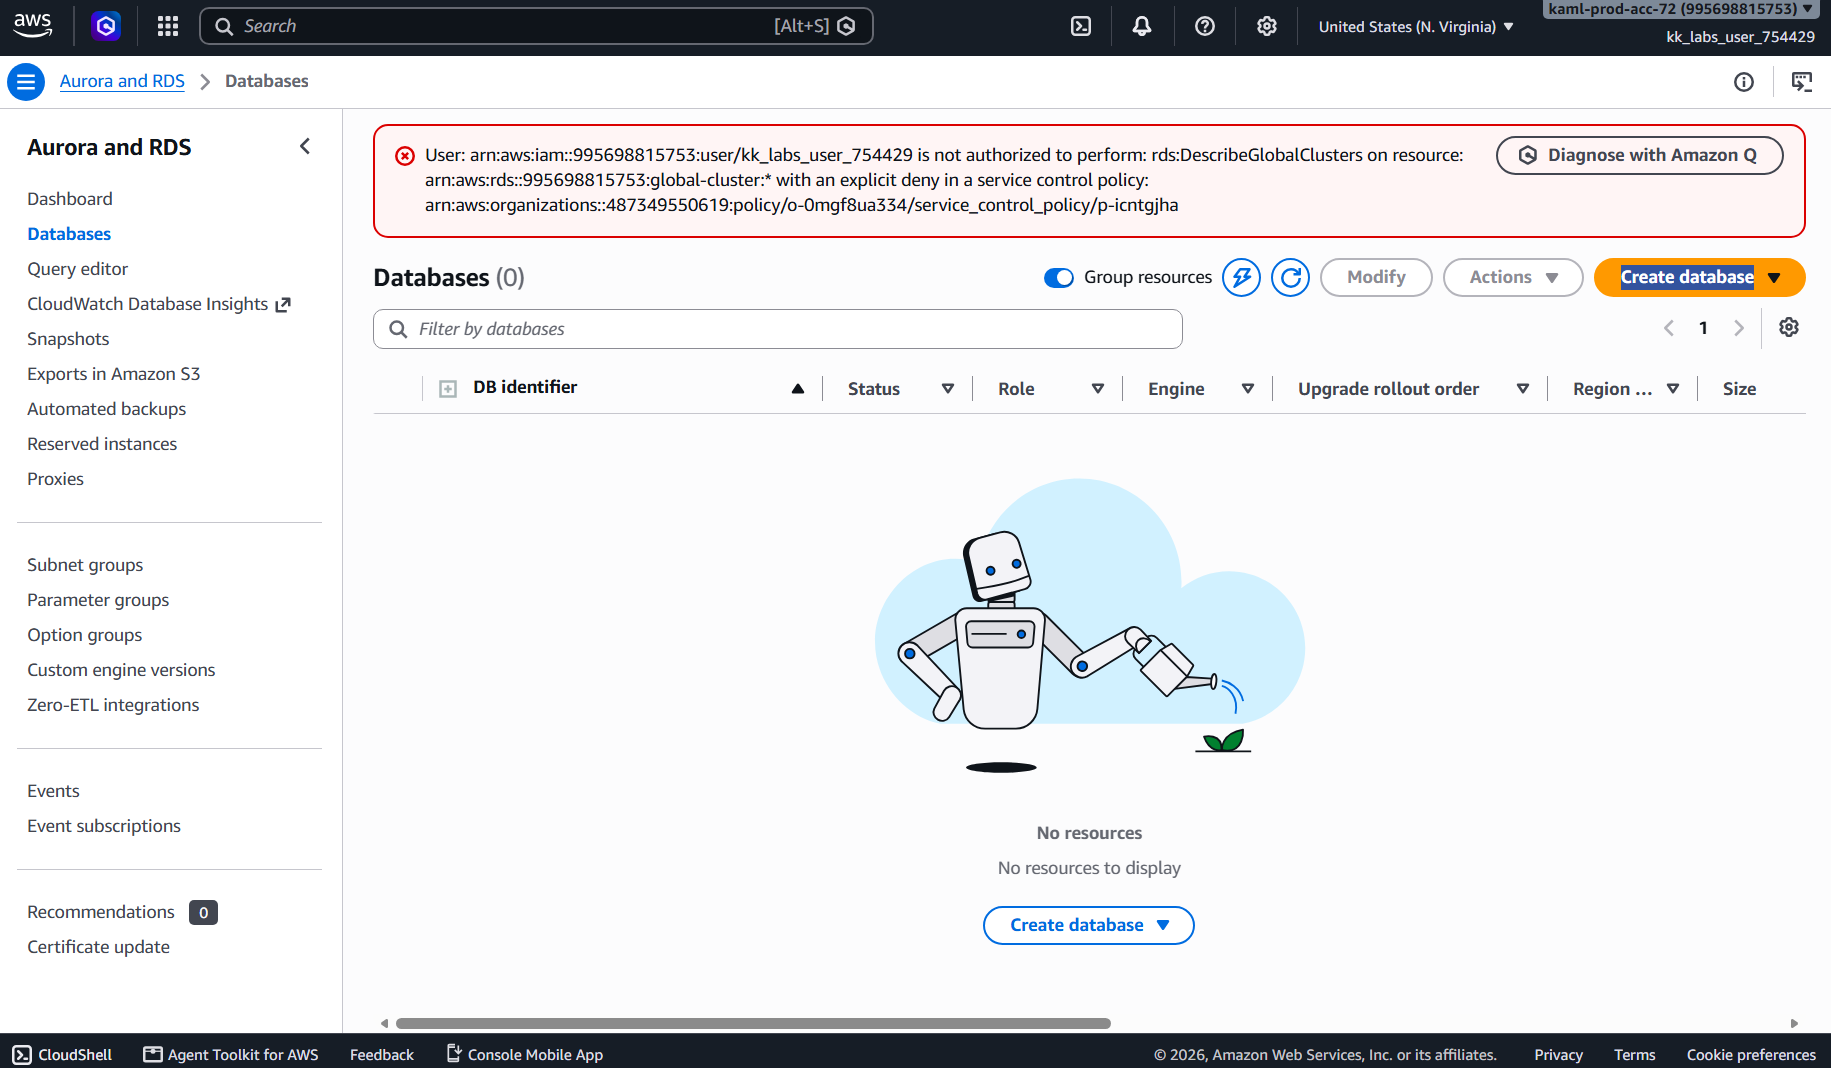 aws
Search
[Alt+S]
United States (N. Virginia)
kaml-prod-acc-72 (995698815753)
kk_labs_user_754429
Aurora and RDS
Databases
Aurora and RDS
Dashboard
Databases
Query editor
CloudWatch Database Insights
Snapshots
Exports in Amazon S3
Automated backups
Reserved instances
Proxies
Subnet groups
Parameter groups
Option groups
Custom engine versions
Zero-ETL integrations
Events
Event subscriptions
Recommendations 0
Certificate update
User: arn:aws:iam::995698815753:user/kk_labs_user_754429 is not authorized to perform: rds:DescribeGlobalClusters on resource:
arn:aws:rds::995698815753:global-cluster:* with an explicit deny in a service control policy:
arn:aws:organizations::487349550619:policy/o-0mgf8ua334/service_control_policy/p-icntgjha
Diagnose with Amazon Q
Databases (0)
Group resources
Modify
Actions
Create database
Filter by databases
1
DB identifier
Status
Role
Engine
Upgrade rollout order
Region ...
Size
No resources
No resources to display
Create database
CloudShell
Agent Toolkit for AWS
Feedback
Console Mobile App
© 2026, Amazon Web Services, Inc. or its affiliates.
Privacy
Terms
Cookie preferences